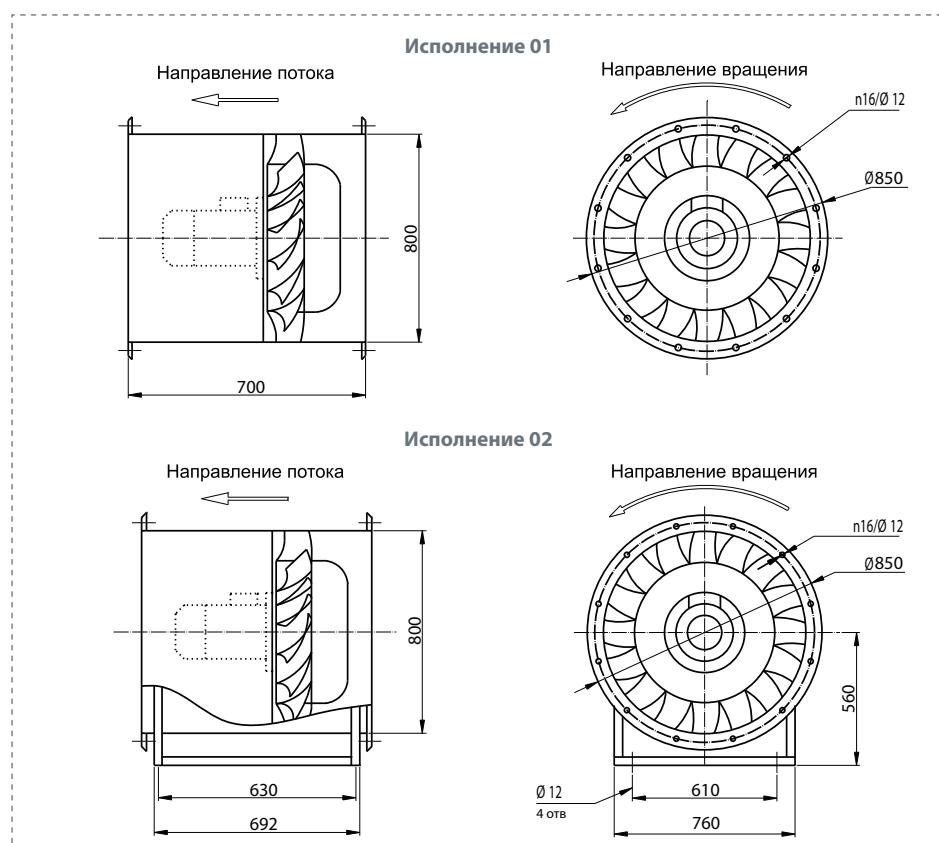 Исполнение 01
Направление потока
Направление вращения
n16/Ø 12
Ø850
800
700
Исполнение 02
Направление потока
Направление вращения
n16/Ø 12
Ø850
800
560
630
692
Ø 12
4 отв
610
760